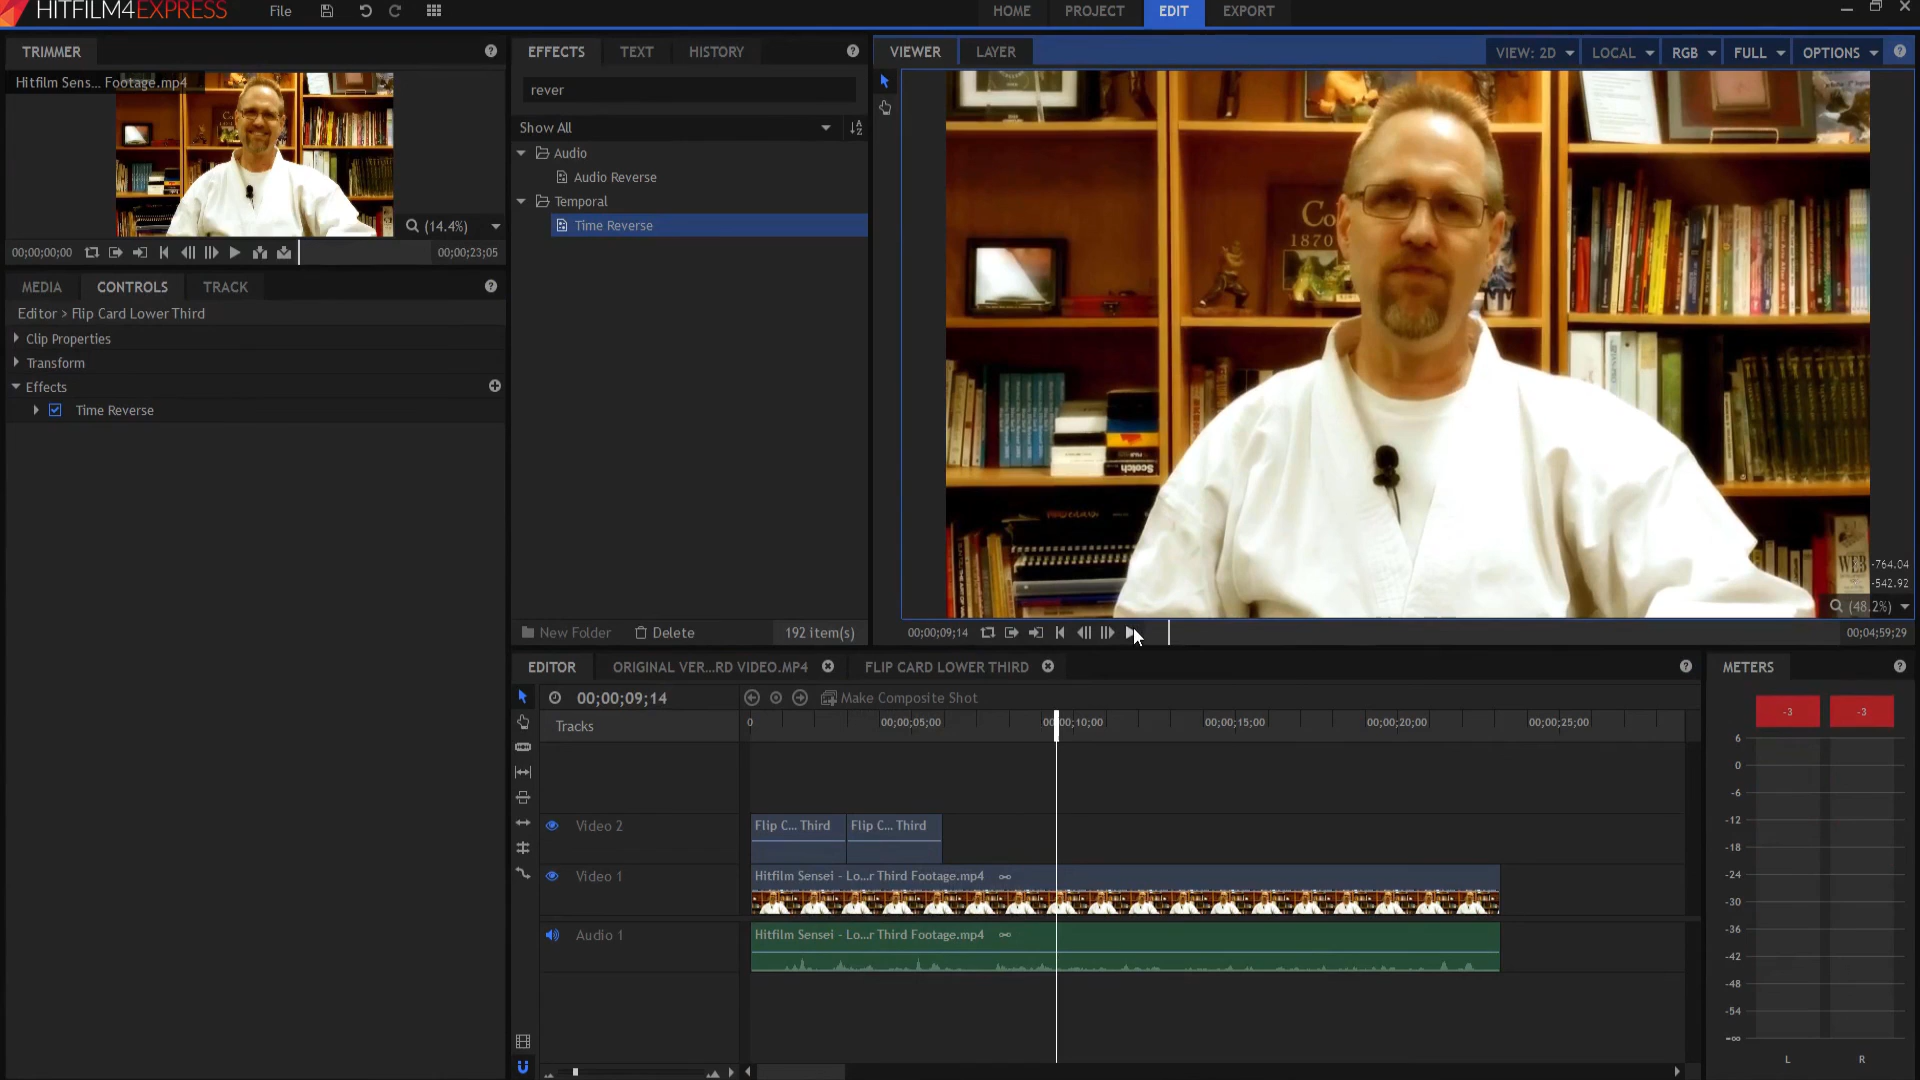 HITFILM4EXPRESS
File
HOME
PROJECT
EDIT
EXPORT
TRIMMER
Hitfilm Sens... Footage.mp4
(14.4%)
00;00;00;00
00;00;23;05
MEDIA
CONTROLS
TRACK
Editor > Flip Card Lower Third
Clip Properties
Transform
Effects
Time Reverse
EFFECTS
TEXT
HISTORY
rever
Show All
Audio
Audio Reverse
Temporal
Time Reverse
New Folder
Delete
192 item(s)
VIEWER
LAYER
VIEW: 2D
LOCAL
RGB
FULL
OPTIONS
Co
1870
Scotch
WEB
-764.04
-542.92
(48.2%)
00;00;09;14
00;04;59;29
EDITOR
ORIGINAL VER...RD VIDEO.MP4
FLIP CARD LOWER THIRD
00;00;09;14
Make Composite Shot
Tracks
0
00;00;05;00
00;00;10;00
00;00;15;00
00;00;20;00
00;00;25;00
Video 2
Flip C... Third
Flip C... Third
Video 1
Hitfilm Sensei - Lo...r Third Footage.mp4
Audio 1
Hitfilm Sensei - Lo...r Third Footage.mp4
METERS
-3
-3
6
0
-6
-12
-18
-24
-30
-36
-42
-48
-54
-∞
L
R